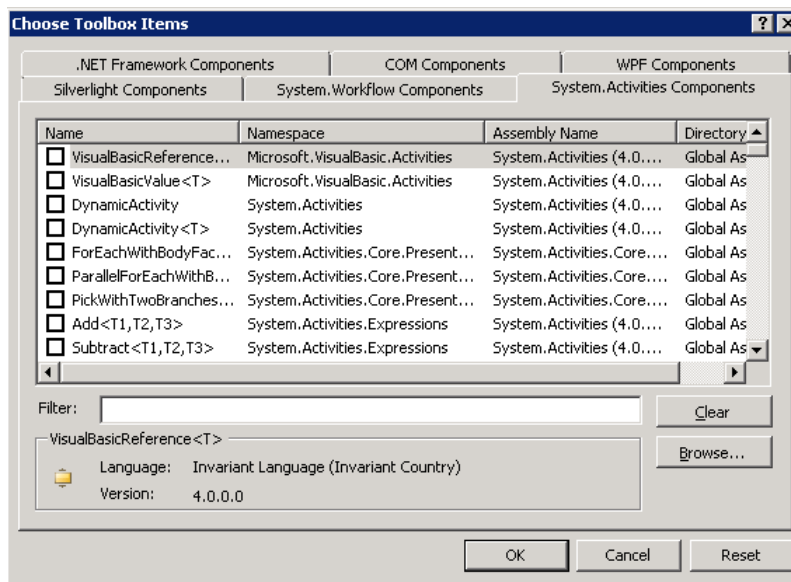 Choose Toolbox Items
.NET Framework Components COM Components WPF Components
Silverlight Components System.Workflow Components System.Activities Components
Name Namespace Assembly Name Directory
VisualBasicReference... Microsoft.VisualBasic.Activities System.Activities (4.0.... Global As
VisualBasicValue<T> Microsoft.VisualBasic.Activities System.Activities (4.0.... Global As
DynamicActivity System.Activities System.Activities (4.0.... Global As
DynamicActivity<T> System.Activities System.Activities (4.0.... Global As
ForEachWithBodyFac... System.Activities.Core.Present... System.Activities.Core.... Global As
ParallelForEachWithB... System.Activities.Core.Present... System.Activities.Core.... Global As
PickWithTwoBranches... System.Activities.Core.Present... System.Activities.Core.... Global As
Add<T1,T2,T3> System.Activities.Expressions System.Activities (4.0.... Global As
Subtract<T1,T2,T3> System.Activities.Expressions System.Activities (4.0.... Global As
Filter: Clear
VisualBasicReference<T>
Browse...
Language: Invariant Language (Invariant Country)
Version: 4.0.0.0
OK Cancel Reset